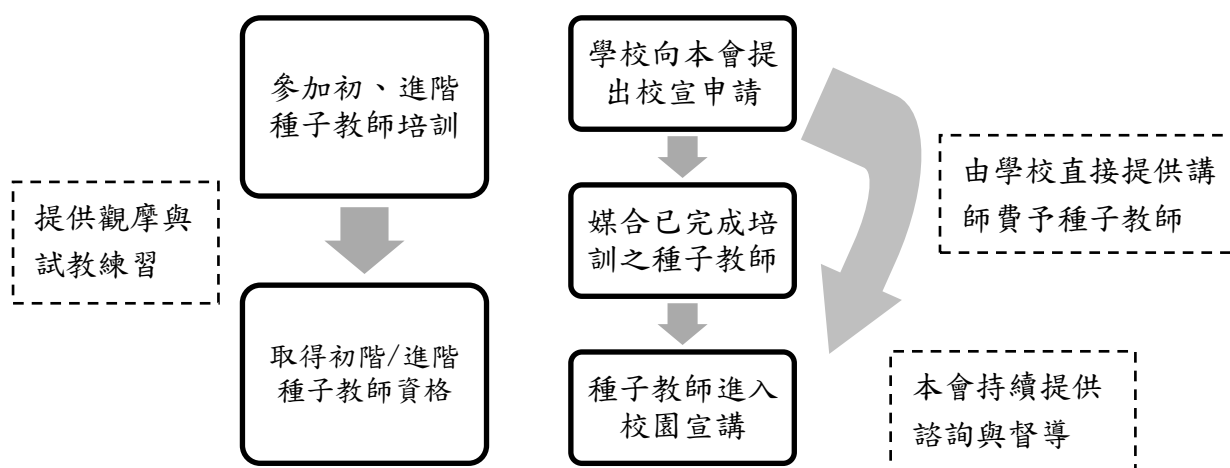 參加初、進階
種子教師培訓
提供觀摩與
試教練習
取得初階/進階
種子教師資格
學校向本會提
出校宣申請
媒合已完成培
訓之種子教師
種子教師進入
校園宣講
由學校直接提供講
師費予種子教師
本會持續提供
諮詢與督導